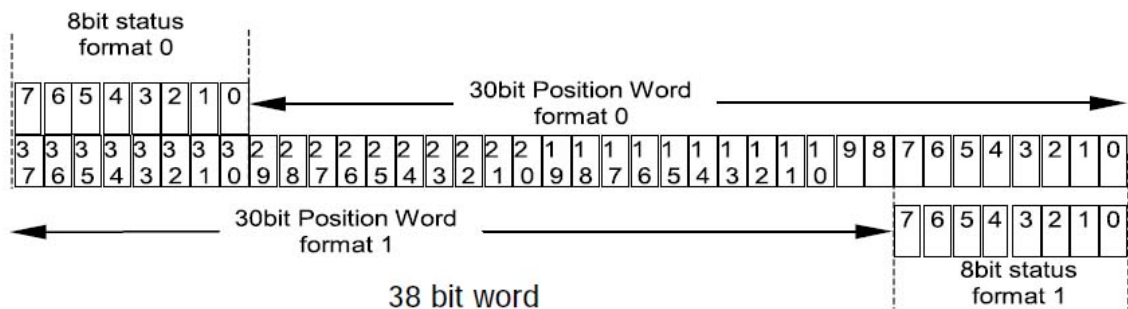 8bit status
format 0
7 6 5 4 3 2 1 0
30bit Position Word
format 0
37 36 35 34 33 32 31 30 29 28 27 26 25 24 23 22 21 20 19 18 17 16 15 14 13 12 11 10 9 8 7 6 5 4 3 2 1 0
30bit Position Word
format 1
7 6 5 4 3 2 1 0
8bit status
format 1
38 bit word